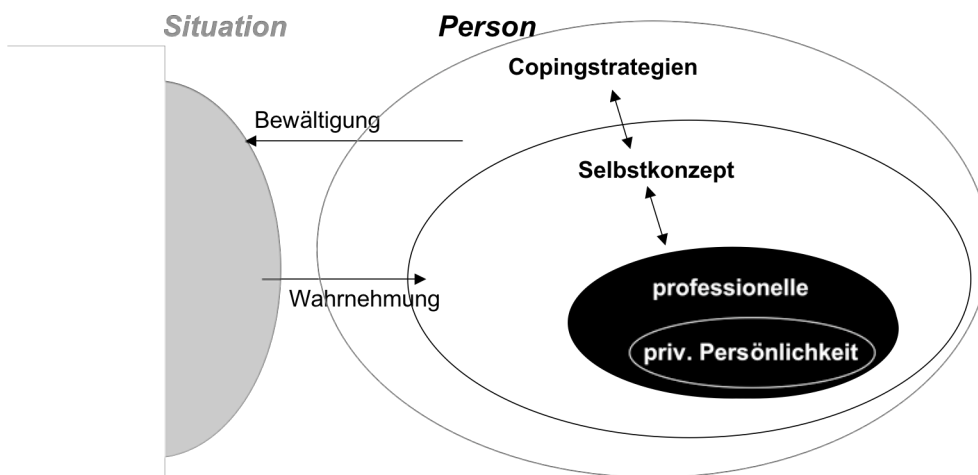 Situation
Person
Copingstrategien
Bewältigung
Selbstkonzept
Wahrnehmung
professionelle
priv. Persönlichkeit